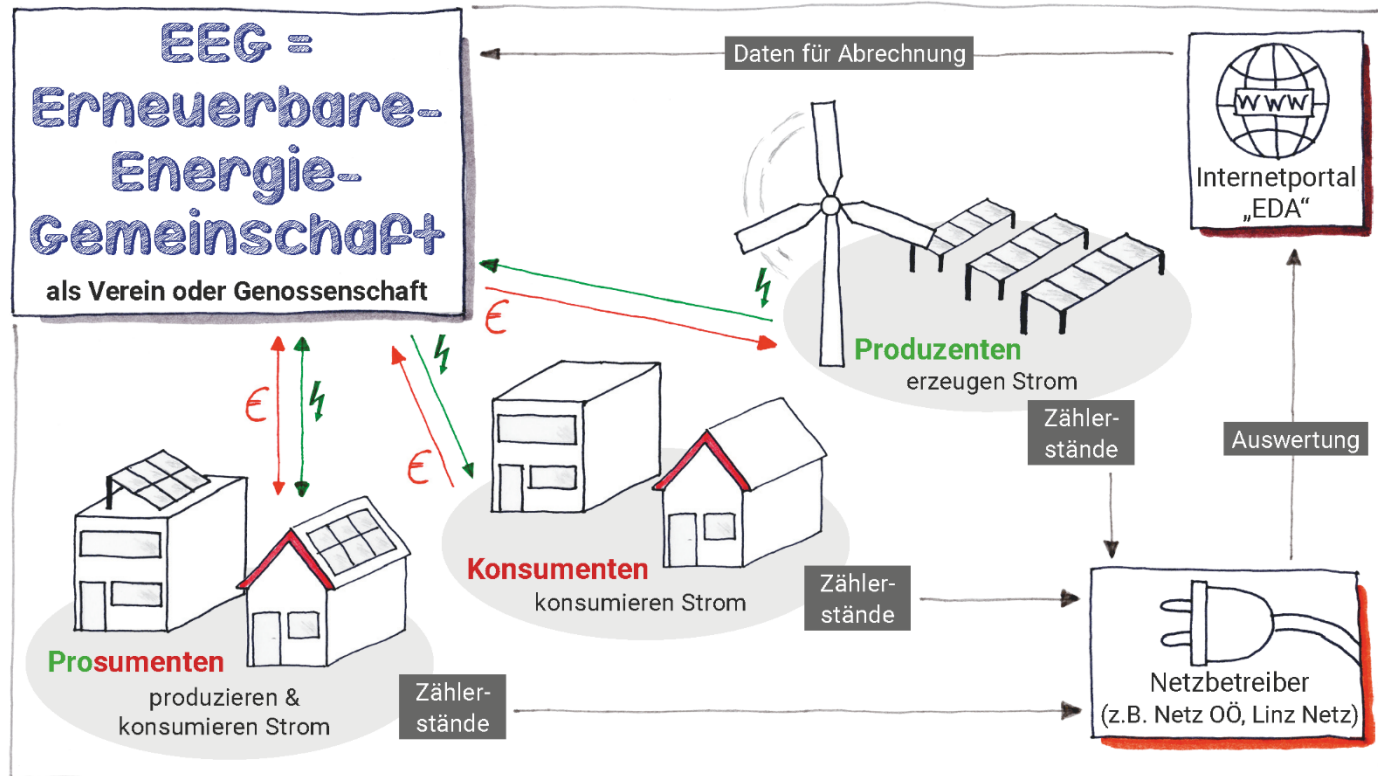 EEG =
Erneuerbare-
Energie-
Gemeinschaft
als Verein oder Genossenschaft
Daten für Abrechnung
WWW
Internetportal
„EDA“
€
Produzenten
erzeugen Strom
Zähler-
stände
Auswertung
€
€
Konsumenten
konsumieren Strom
Zähler-
stände
Prosumenten
produzieren &
konsumieren Strom
Zähler-
stände
Netzbetreiber
(z.B. Netz OÖ, Linz Netz)